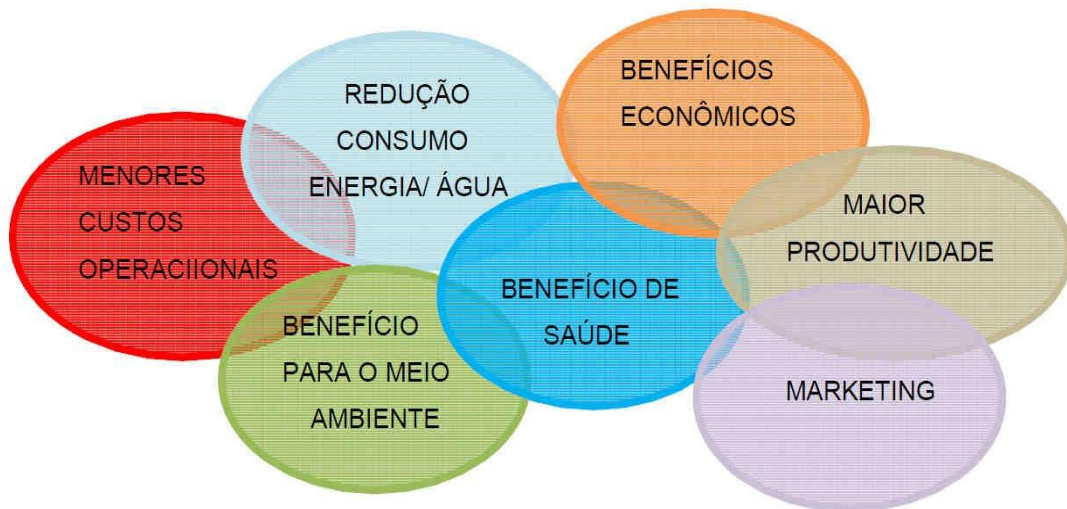 MENORES
CUSTOS
OPERACIIONAIS
REDUÇÃO
CONSUMO
ENERGIA/ ÁGUA
BENEFÍCIO
PARA O MEIO
AMBIENTE
BENEFÍCIO DE
SAÚDE
BENEFÍCIOS
ECONÔMICOS
MAIOR
PRODUTIVIDADE
MARKETING